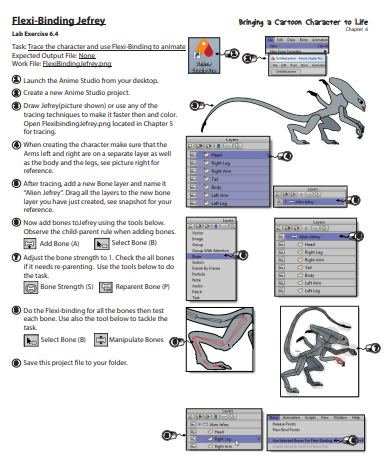 Flexi-Binding Jefrey
Bringing a Cartoon Character to Life
Lab Exercise 6.4
Chapter 6
Task: Trace the character and use Flexi-Binding to animate
Expected Output File: None
Work File: FlexiBindingJefrey.png
1 Launch the Anime Studio from your desktop.
2 Create a new Anime Studio project.
3 Draw Jefrey(picture shown) or use any of the
tracing techniques to make it faster then and color.
Open FlexibindingJefrey.png located in Chapter 5
for tracing.
4 When creating the character make sure that the
Arms left and right are on a separate layer as well
as the body and the legs, see picture right for
reference.
5 After tracing, add a new Bone layer and name it
"Alien Jefrey". Drag all the layers to the new bone
layer you have just created, see snapshot for your
reference.
6 Now add bones to Jefrey using the tools below.
Observe the child-parent rule when adding bones.
Add Bone (A)
Select Bone (B)
7 Adjust the bone strength to 1. Check the all bones
if it needs re-parenting. Use the tools below to do
the task.
Bone Strength (S)
Reparent Bone (P)
8 Do the Flexi-binding for all the bones then test
each bone. Use also the tool below to tackle the
task.
Select Bone (B)
Manipulate Bones
9 Save this project file to your folder.
Layers
Head
Right Leg
Right Arm
Tail
Body
Left Arm
Left Leg
Alien Jefrey
Layers
Vector
Image
Group
Bone
Switch
Particle
Note
Audio
Patch
Text
Layers
Alien Jefrey
Head
Right Leg
Right Arm
Tail
Body
Left Arm
Left Leg
Layers
Alien Jefrey
Head
Right Leg
Right Arm
Bone Animation Scripts View Window Help
Release Points
Use Selected Bones For Flexi-Binding